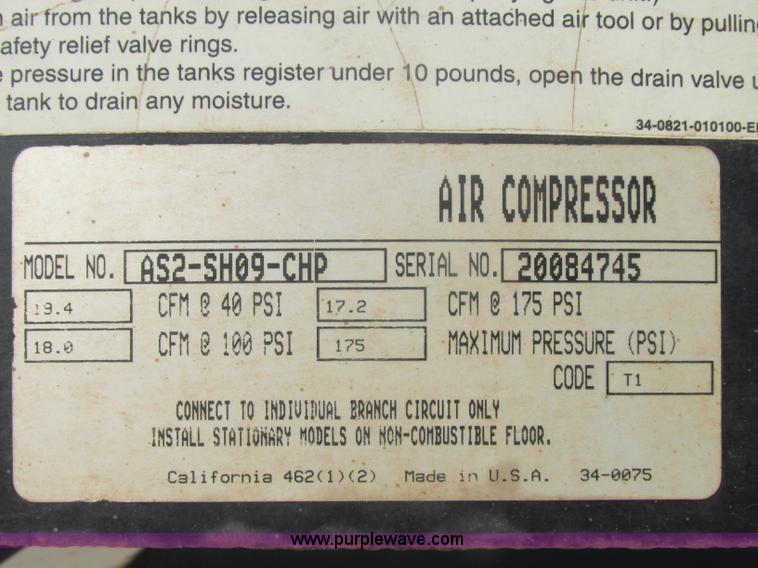 air from the tanks by releasing air with an attached air tool or by pulling
safety relief valve rings.
pressure in the tanks register under 10 pounds, open the drain valve
tank to drain any moisture.
34-0821-010100-E
AIR COMPRESSOR
MODEL NO. AS2-SH09-CHP SERIAL NO. 20084745
19.4 CFM @ 40 PSI 17.2 CFM @ 175 PSI
18.0 CFM @ 100 PSI 175 MAXIMUM PRESSURE (PSI)
CODE T1
CONNECT TO INDIVIDUAL BRANCH CIRCUIT ONLY
INSTALL STATIONARY MODELS ON NON-COMBUSTIBLE FLOOR.
California 462(1)(2) Made in U.S.A. 34-0075
www.purplewave.com